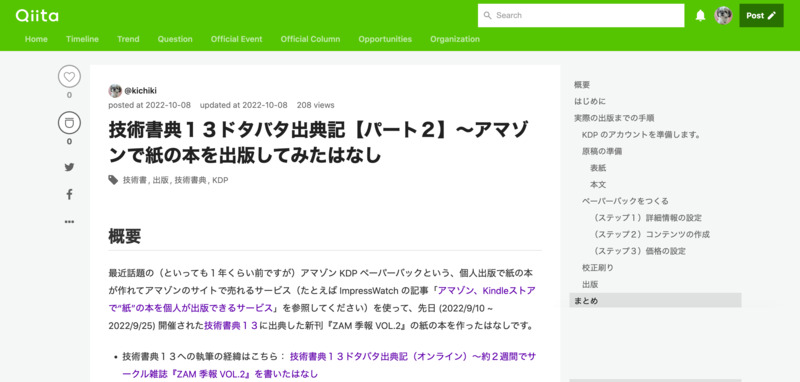 Qiita
Search
Post
Home Timeline Trend Question Official Event Official Column Opportunities Organization
0
0
@kichiki
posted at 2022-10-08 updated at 2022-10-08 208 views
技術書典１３ドタバタ出典記【パート２】〜アマゾ
ンで紙の本を出版してみたはなし
技術書, 出版, 技術書典, KDP
概要
最近話題の（といっても１年くらい前ですが）アマゾン KDP ペーパーバックという、個人出版で紙の本
が作れてアマゾンのサイトで売れるサービス（たとえば ImpressWatch の記事「アマゾン、Kindleストア
で“紙”の本を個人が出版できるサービス」を参照してください）を使って、先日 (2022/9/10 ~
2022/9/25) 開催された技術書典１３に出典した新刊『ZAM 季報 VOL.2』の紙の本を作ったはなしです。
• 技術書典１３への執筆の経緯はこちら： 技術書典１３ドタバタ出典記（オンライン）〜約２週間でサ
ークル雑誌『ZAM 季報 VOL.2』を書いたはなし
概要
はじめに
実際の出版までの手順
KDP のアカウントを準備します。
原稿の準備
表紙
本文
ペーパーバックをつくる
（ステップ１）詳細情報の設定
（ステップ２）コンテンツの作成
（ステップ３）価格の設定
校正刷り
出版
まとめ